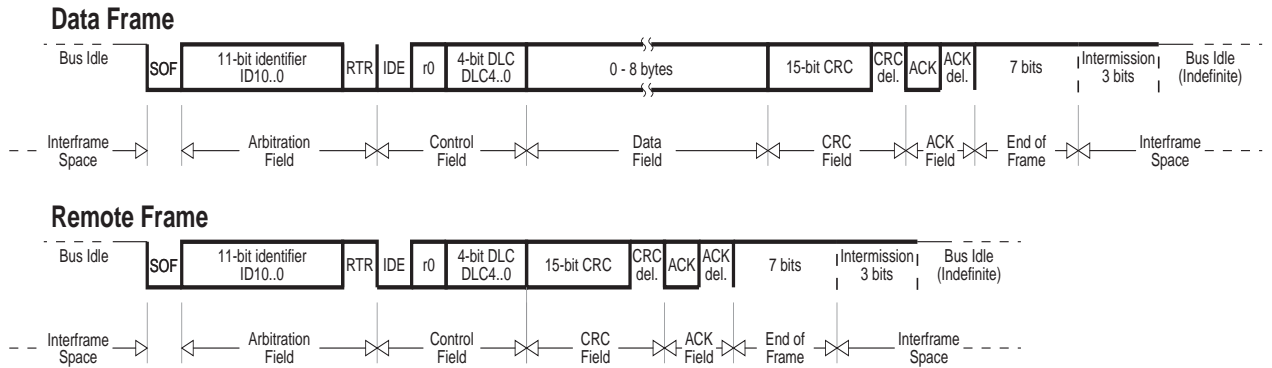 Data Frame
Bus Idle SOF 11-bit identifier ID10..0 RTR IDE r0 4-bit DLC DLC4..0 0 - 8 bytes 15-bit CRC CRC del. ACK ACK del. 7 bits Intermission 3 bits Bus Idle (Indefinite)
Interframe Space Arbitration Field Control Field Data Field CRC Field ACK Field End of Frame Interframe Space
Remote Frame
Bus Idle SOF 11-bit identifier ID10..0 RTR IDE r0 4-bit DLC DLC4..0 15-bit CRC CRC del. ACK ACK del. 7 bits Intermission 3 bits Bus Idle (Indefinite)
Interframe Space Arbitration Field Control Field CRC Field ACK Field End of Frame Interframe Space